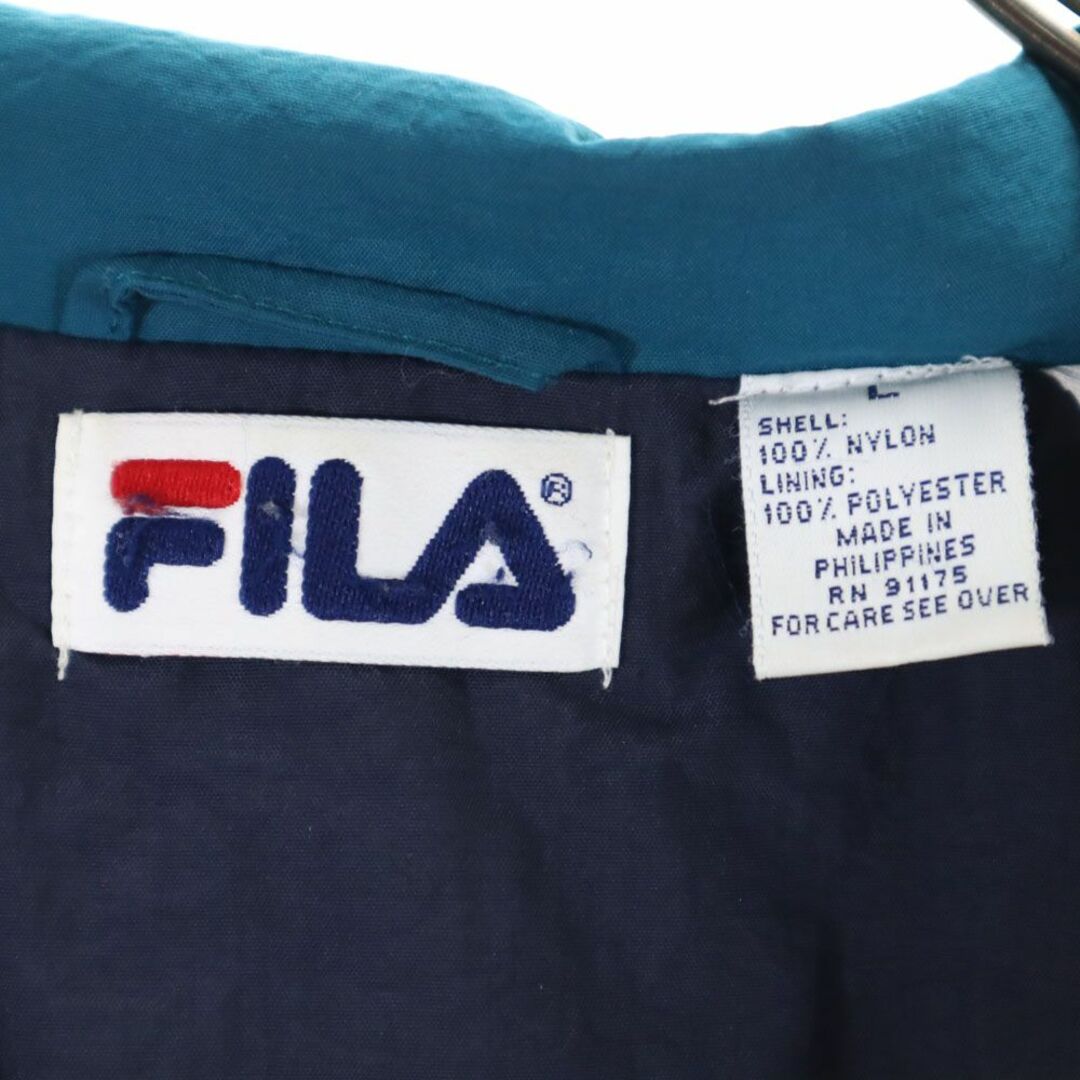 FILA®
L
SHELL:
100% NYLON
LINING:
100% POLYESTER
MADE IN
PHILIPPINES
RN 91175
FOR CARE SEE OVER